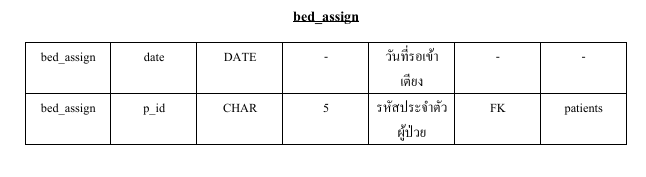 bed_assign
bed_assign date DATE - วันที่รอเข้า - -
เตียง
bed_assign p_id CHAR 5 รหัสประจำตัว FK patients
ผู้ป่วย